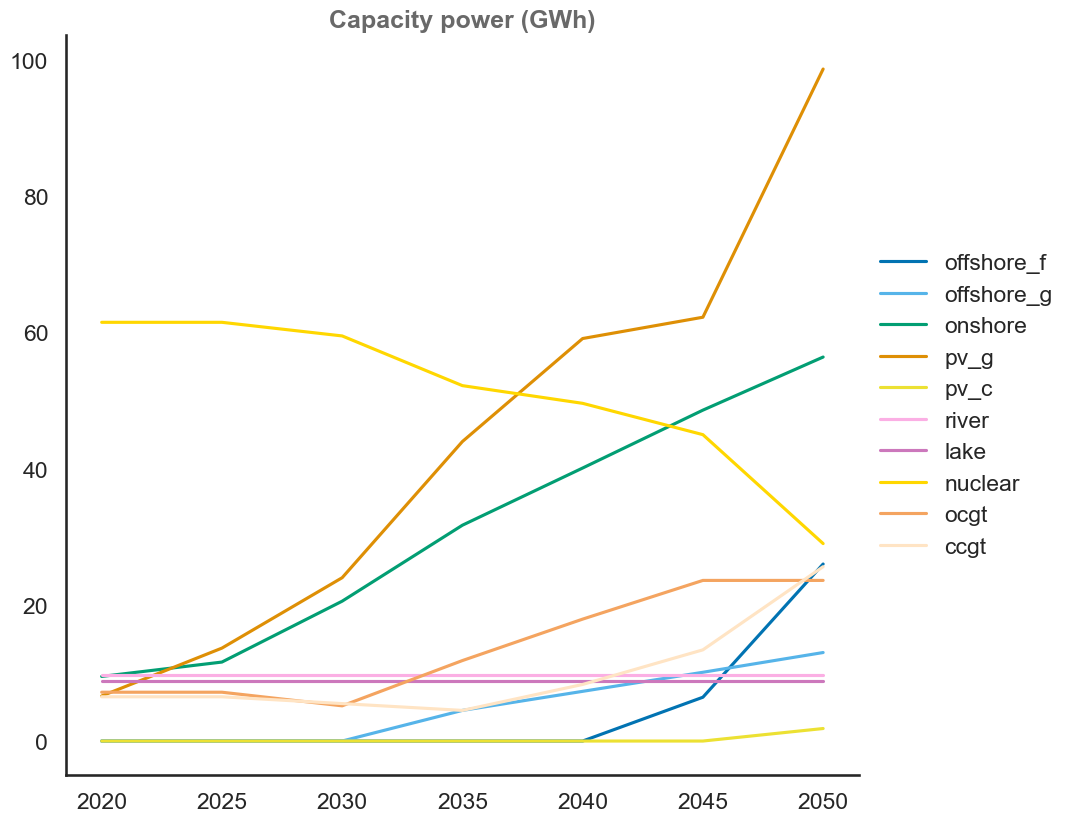 Capacity power (GWh)
100
80
60
40
20
0
2020 2025 2030 2035 2040 2045 2050
offshore_f
offshore_g
onshore
pv_g
pv_c
river
lake
nuclear
ocgt
ccgt